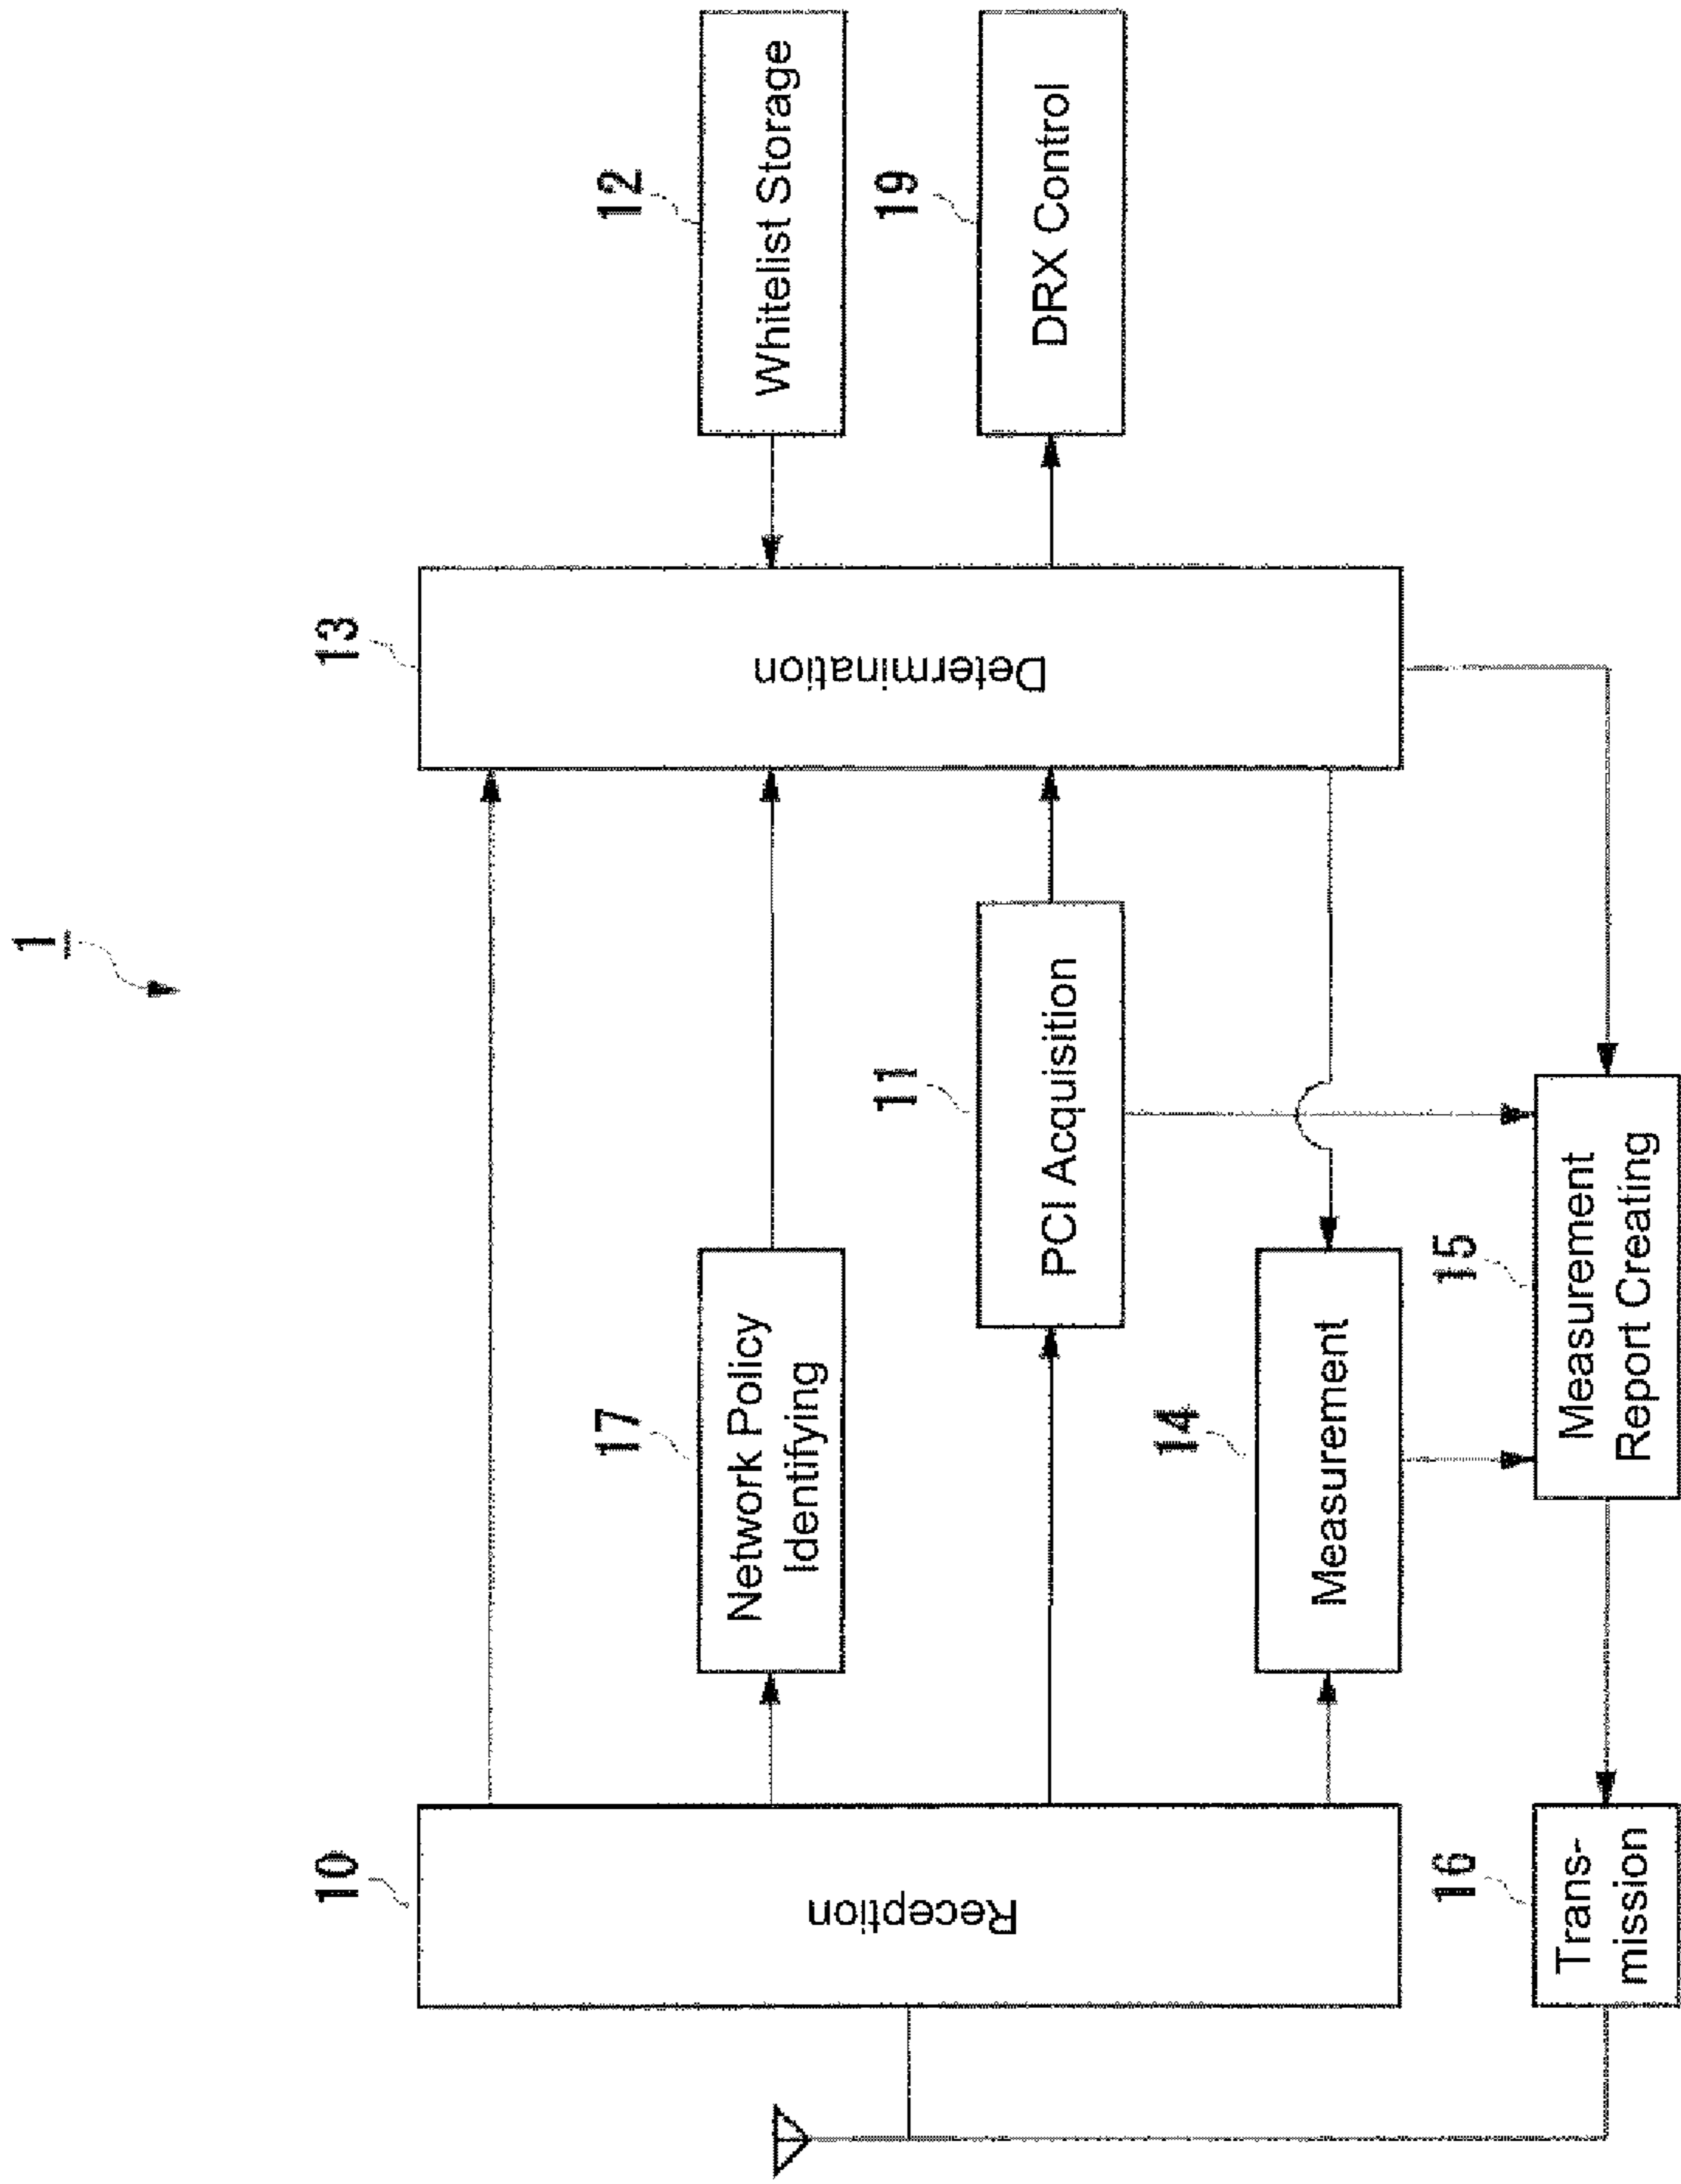 1
10
Reception
17
Network Policy
Identifying
11
PCI Acquisition
14
Measurement
13
Determination
12
Whitelist Storage
19
DRX Control
15
Measurement
Report Creating
16
Trans-
mission